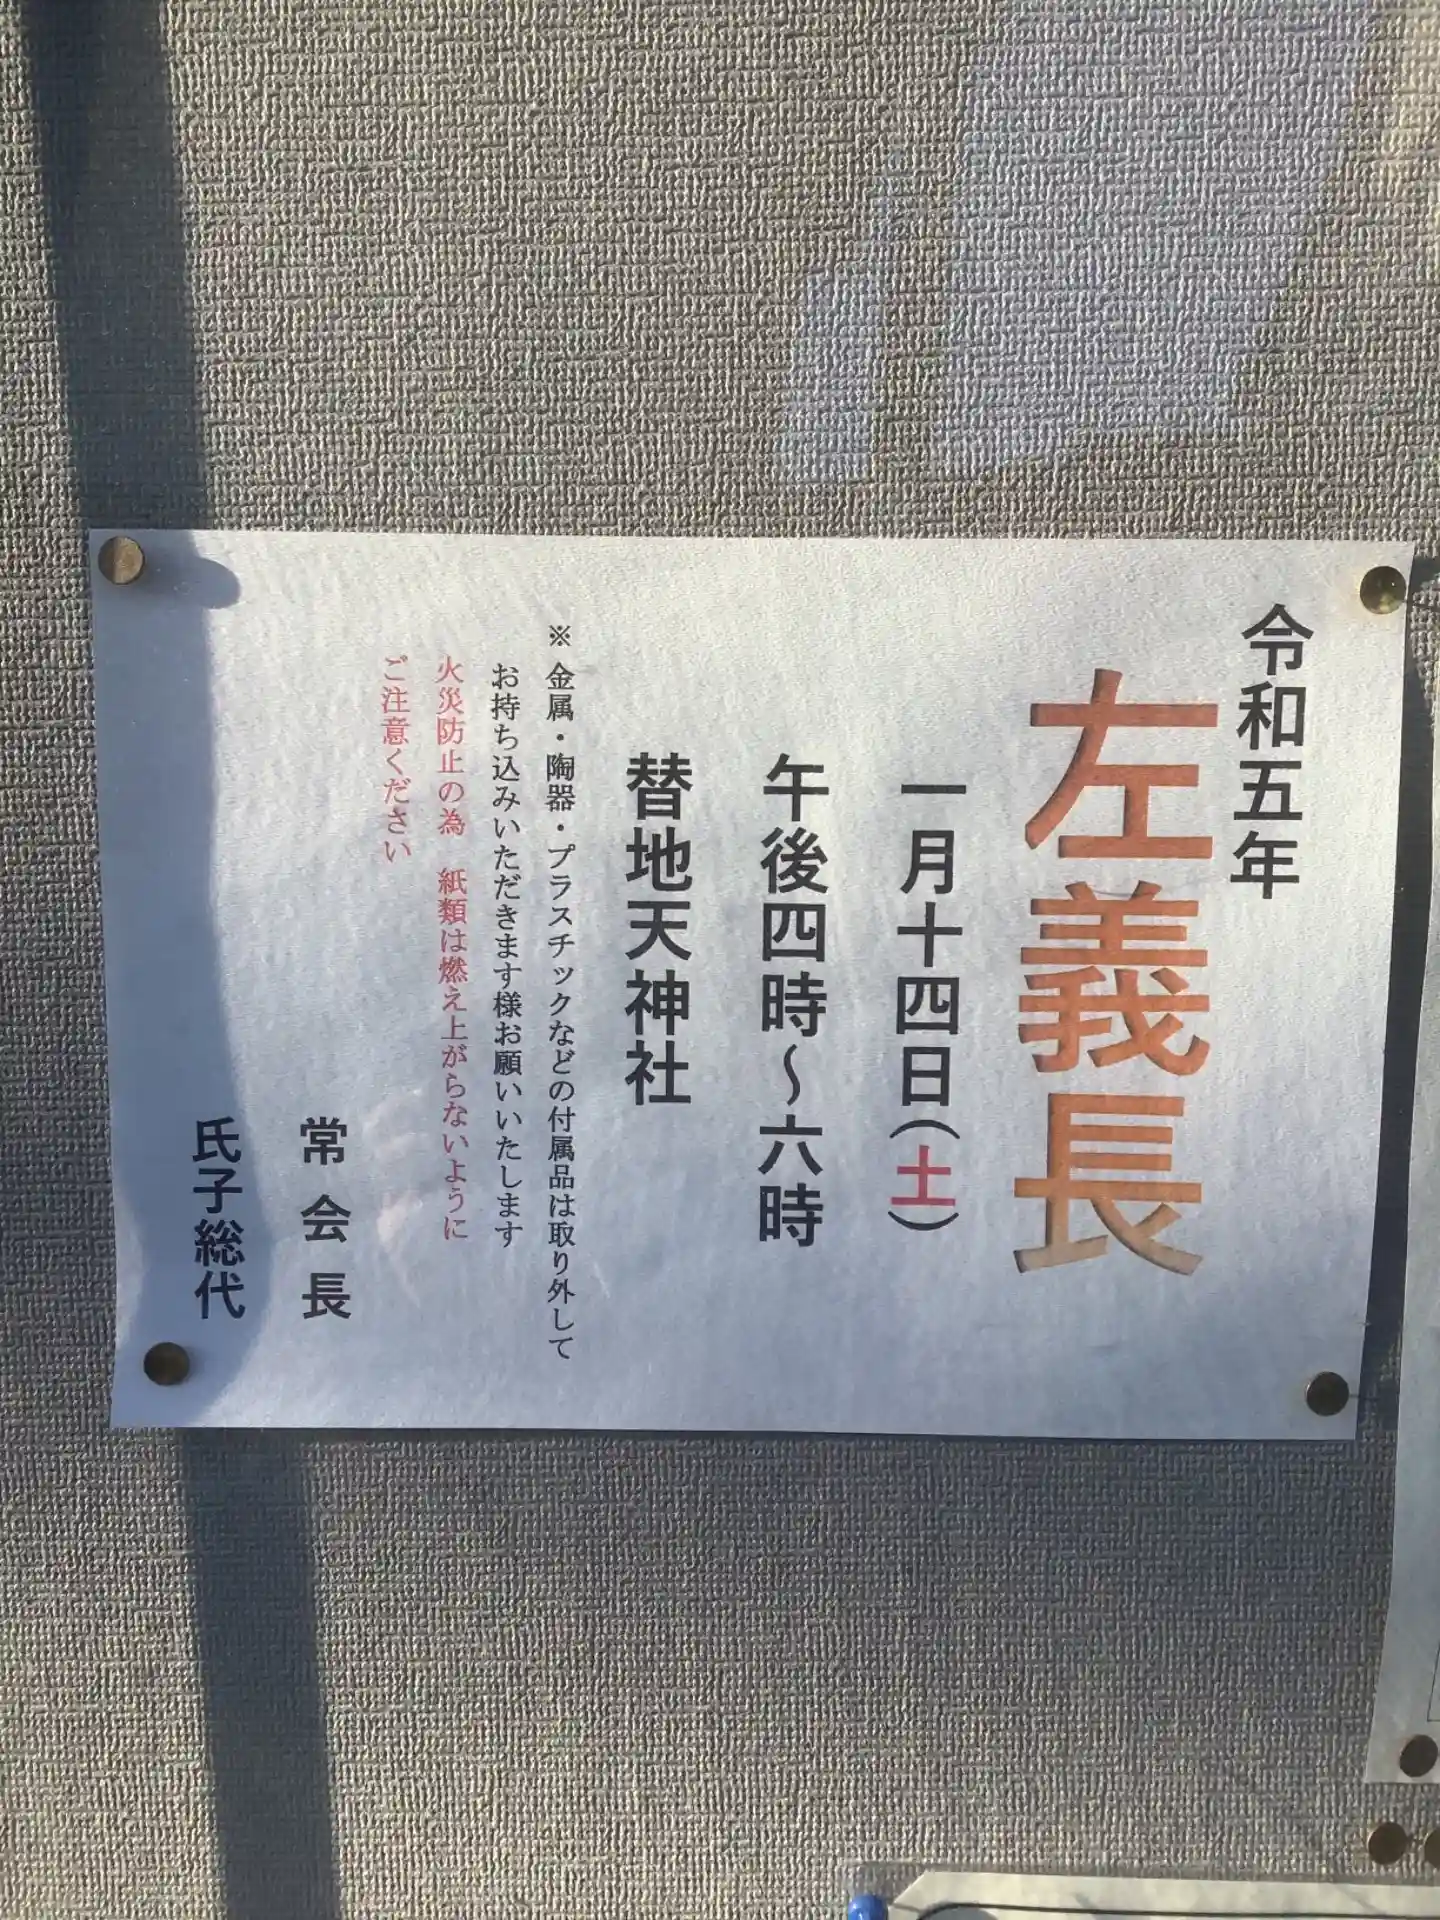 令和五年
左義長
一月十四日(土)
午後四時～六時
替地天神社
※金属・陶器・プラスチックなどの付属品は取り外して
お持ち込みいただきます様お願いいたします
火災防止の為　紙類は燃え上がらないように
ご注意ください
常会長
氏子総代